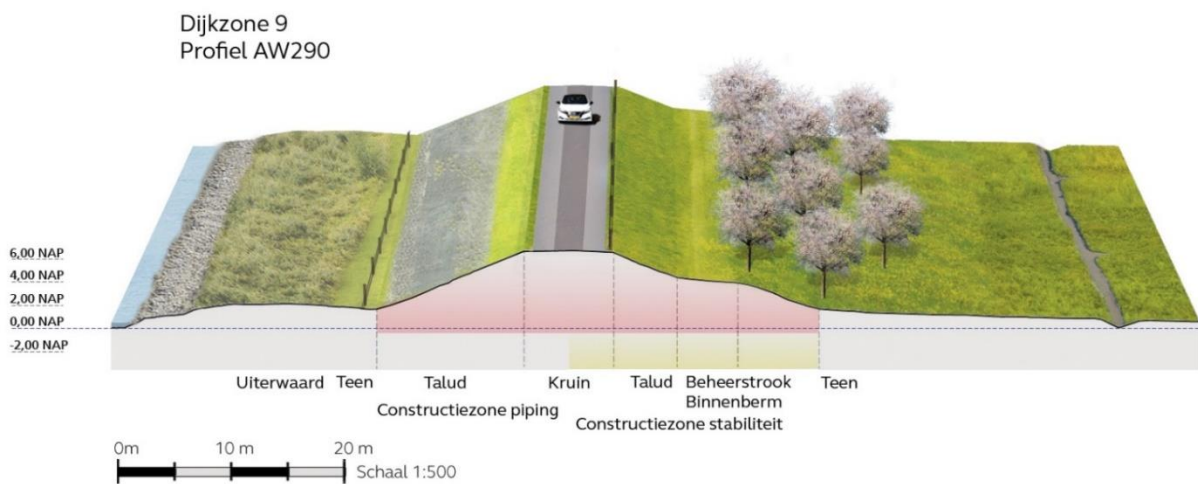 Dijkzone 9
Profiel AW290
6,00 NAP
4,00 NAP
2,00 NAP
0,00 NAP
-2,00 NAP
Uiterwaard Teen Talud Kruin Talud Beheerstrook Teen
Binnenberm
Constructiezone piping
Constructiezone stabiliteit
0m 10 m 20 m
Schaal 1:500